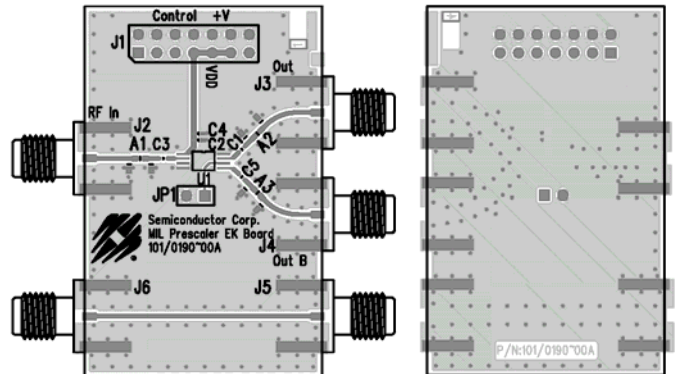 Control +V
J1
VDD
Out
J3
RF In
J2
A1 C3
C4
C2
C1
A2
U1
C5
A3
JP1
Semiconductor Corp.
MIL Prescaler EK Board
101/0190~00A
J4
Out B
J6
J5
P/N:101/0190~00A